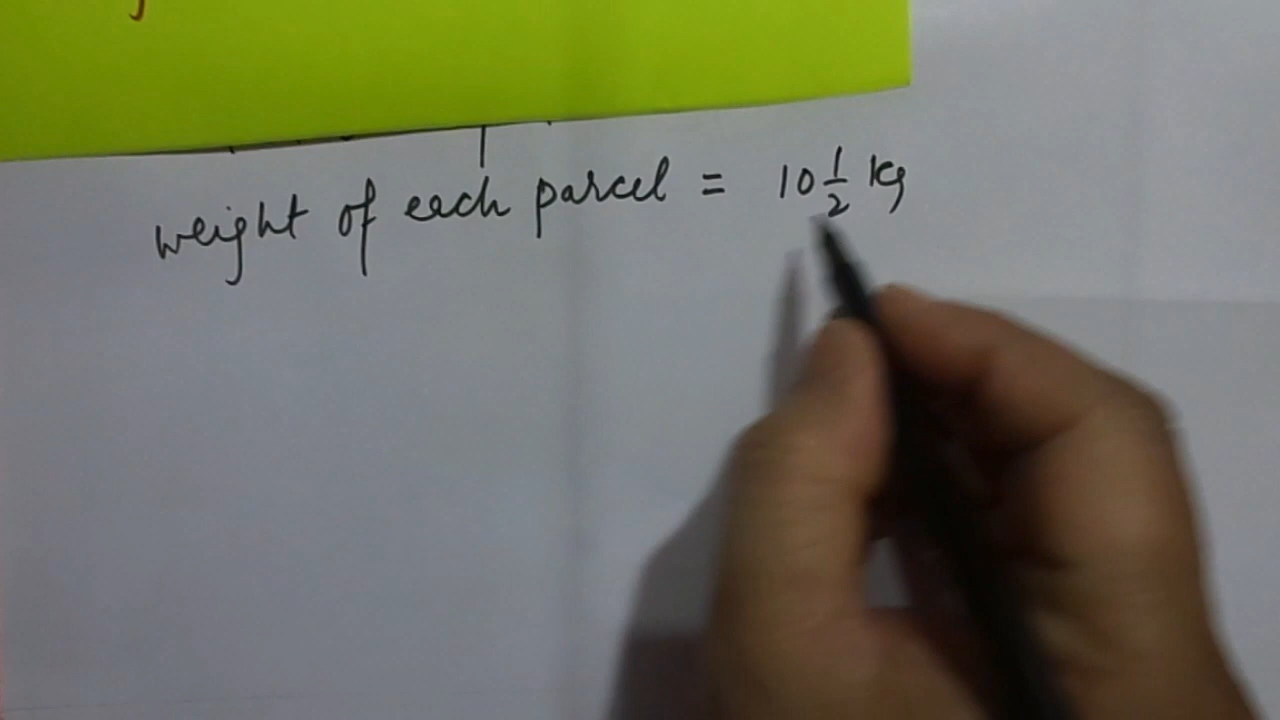 weight of each parcel = 10 1/2 kg